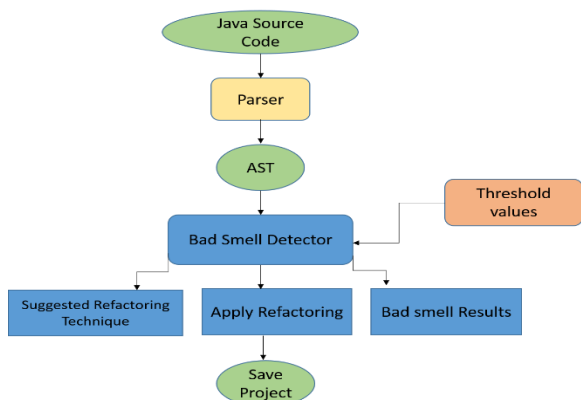 Java Source
Code
Parser
AST
Threshold
values
Bad Smell Detector
Suggested Refactoring
Technique
Apply Refactoring
Bad smell Results
Save
Project